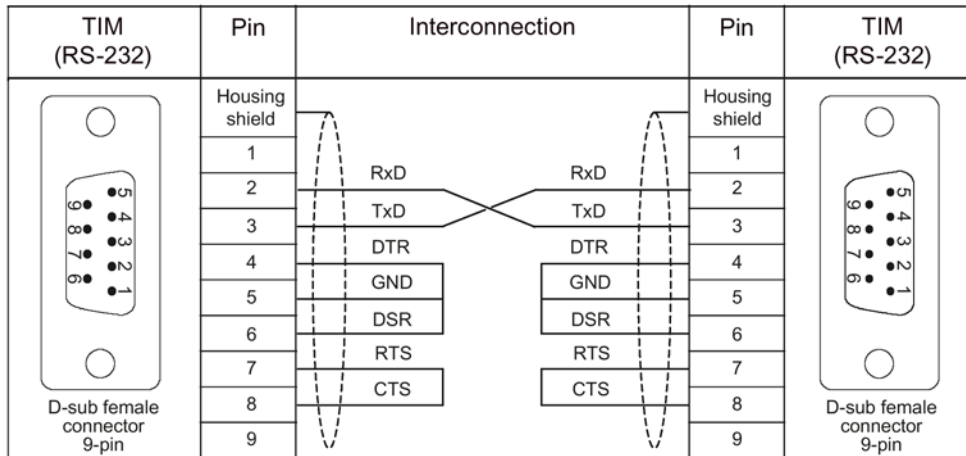 TIM
(RS-232)
Pin
Interconnection
Pin
TIM
(RS-232)
Housing
shield
1
2
3
4
5
6
7
8
9
RxD
TxD
DTR
GND
DSR
RTS
CTS
RxD
TxD
DTR
GND
DSR
RTS
CTS
Housing
shield
1
2
3
4
5
6
7
8
9
5
9
4
8
3
7
2
6
1
D-sub female
connector
9-pin
5
9
4
8
3
7
2
6
1
D-sub female
connector
9-pin